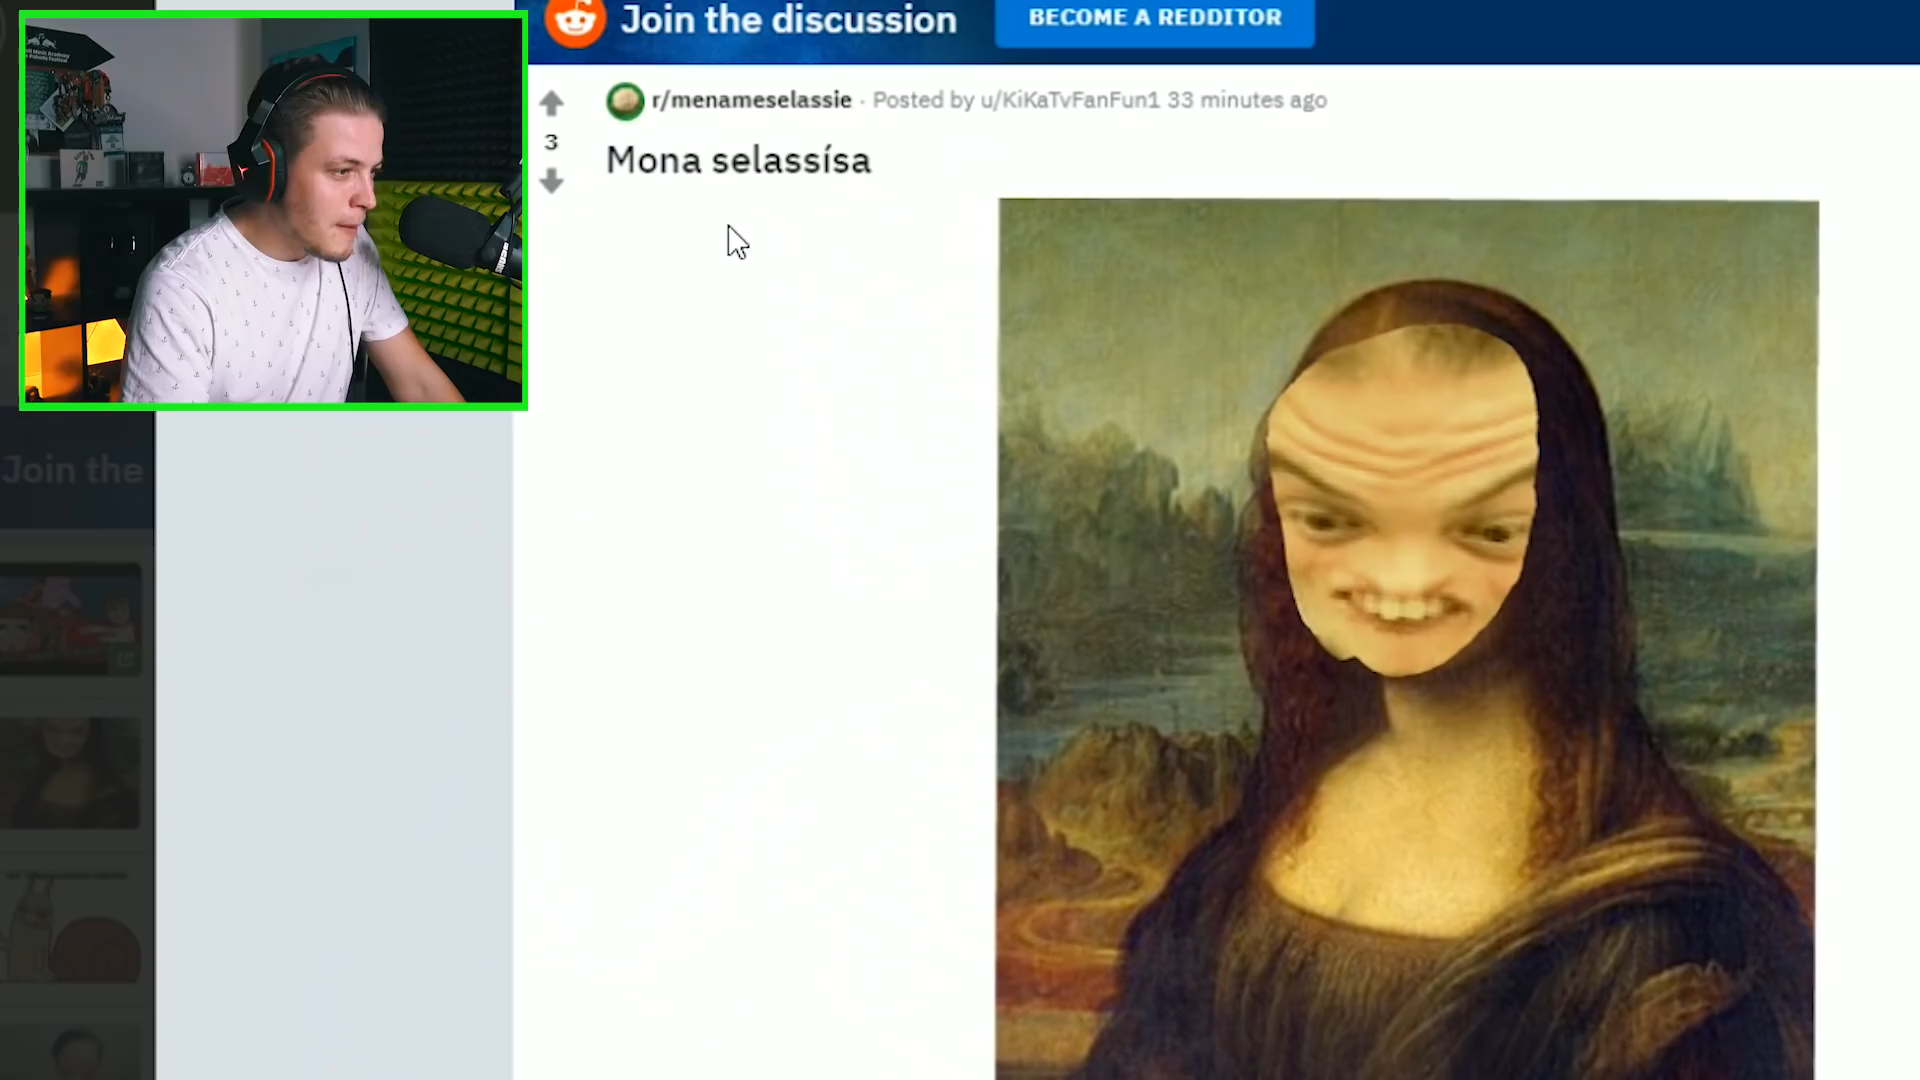 Join the discussion
BECOME A REDDITOR
r/menameselassie · Posted by u/KiKaTvFanFun1 33 minutes ago
3
Mona selassísa
Join the